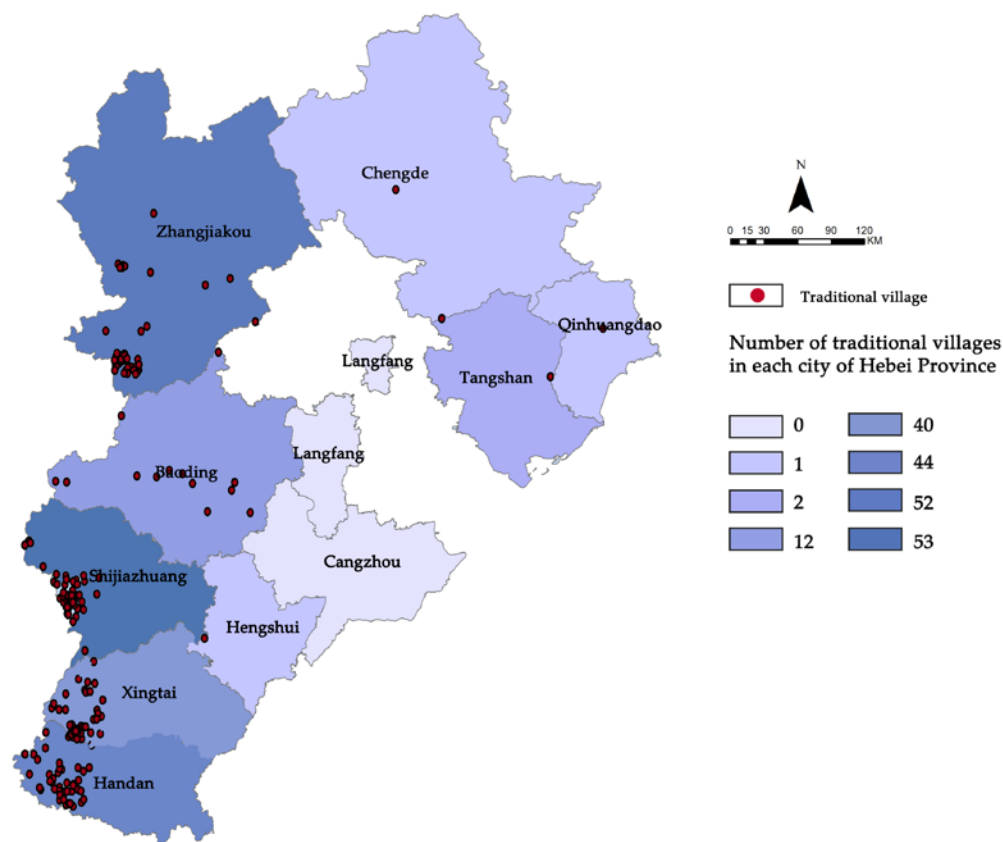 Chengde
Zhangjiakou
Qinhuangdao
Langfang
Tangshan
Langfang
Baoding
Cangzhou
Shijiazhuang
Hengshui
Xingtai
Handan
N
0 15 30 60 90 120
KM
Traditional village
Number of traditional villages
in each city of Hebei Province
0 40
1 44
2 52
12 53